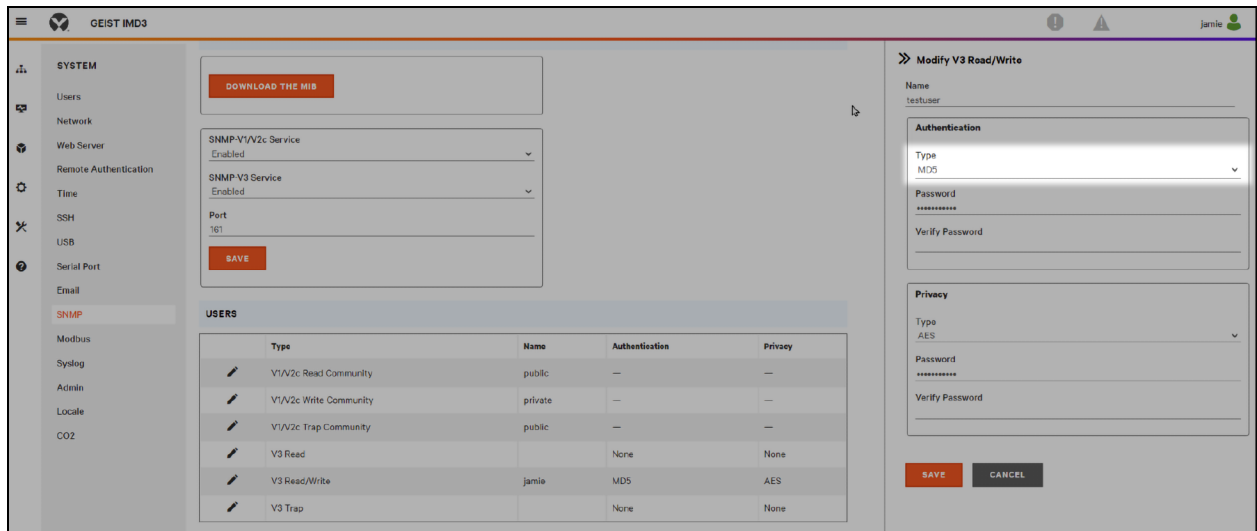 GEIST IMD3
jamie
SYSTEM
Users
Network
Web Server
Remote Authentication
Time
SSH
USB
Serial Port
Email
SNMP
Modbus
Syslog
Admin
Locale
CO2
DOWNLOAD THE MIB
SNMP-V1/V2c Service
Enabled
SNMP-V3 Service
Enabled
Port
161
SAVE
USERS
Type Name Authentication Privacy
V1/V2c Read Community public — —
V1/V2c Write Community private — —
V1/V2c Trap Community public — —
V3 Read None None
V3 Read/Write jamie MD5 AES
V3 Trap None None
Modify V3 Read/Write
Name
testuser
Authentication
Type
MD5
Password
•••••••••••
Verify Password
Privacy
Type
AES
Password
•••••••••••
Verify Password
SAVE CANCEL